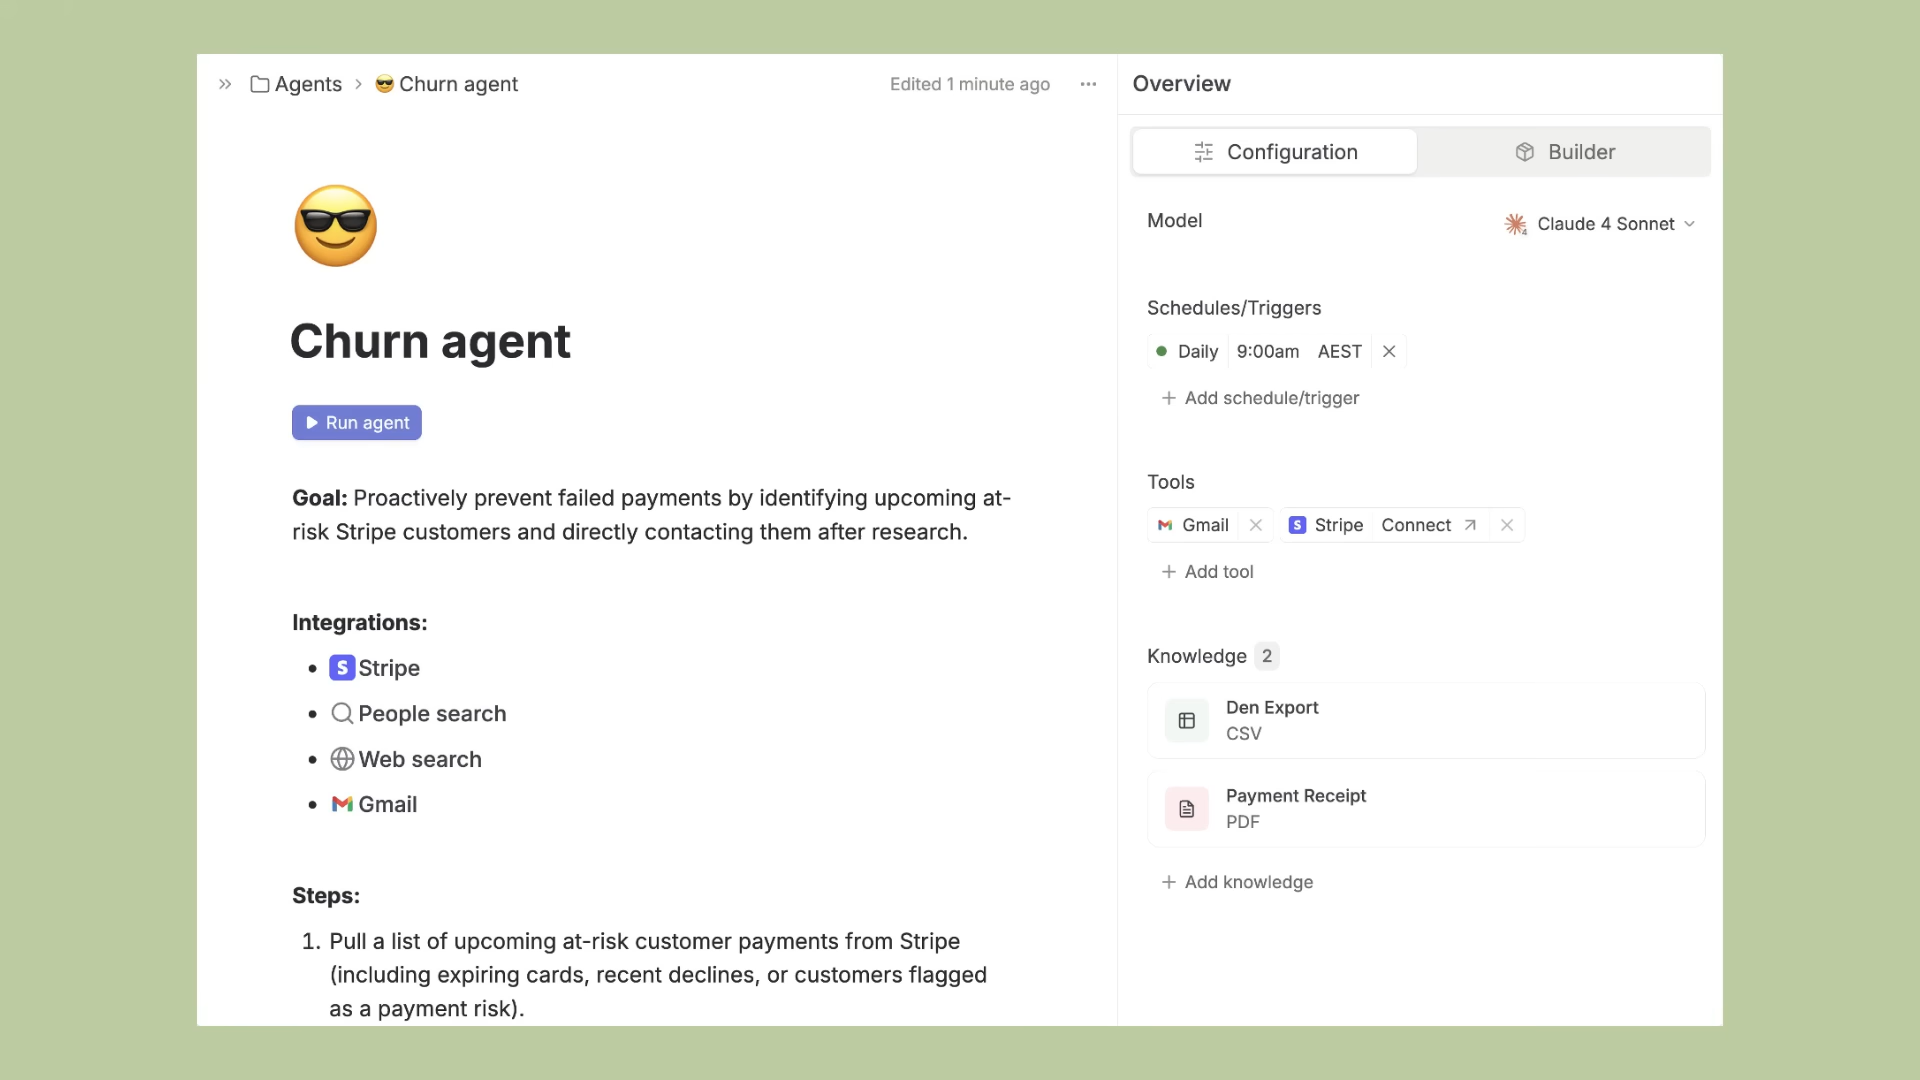 Agents > Churn agent
Edited 1 minute ago
Churn agent
Run agent
Goal: Proactively prevent failed payments by identifying upcoming at-
risk Stripe customers and directly contacting them after research.
Integrations:
• Stripe
• People search
• Web search
• Gmail
Steps:
1. Pull a list of upcoming at-risk customer payments from Stripe
(including expiring cards, recent declines, or customers flagged
as a payment risk).
Overview
Configuration
Builder
Model
Claude 4 Sonnet
Schedules/Triggers
Daily 9:00am AEST
+ Add schedule/trigger
Tools
Gmail
Stripe Connect
+ Add tool
Knowledge 2
Den Export
CSV
Payment Receipt
PDF
+ Add knowledge